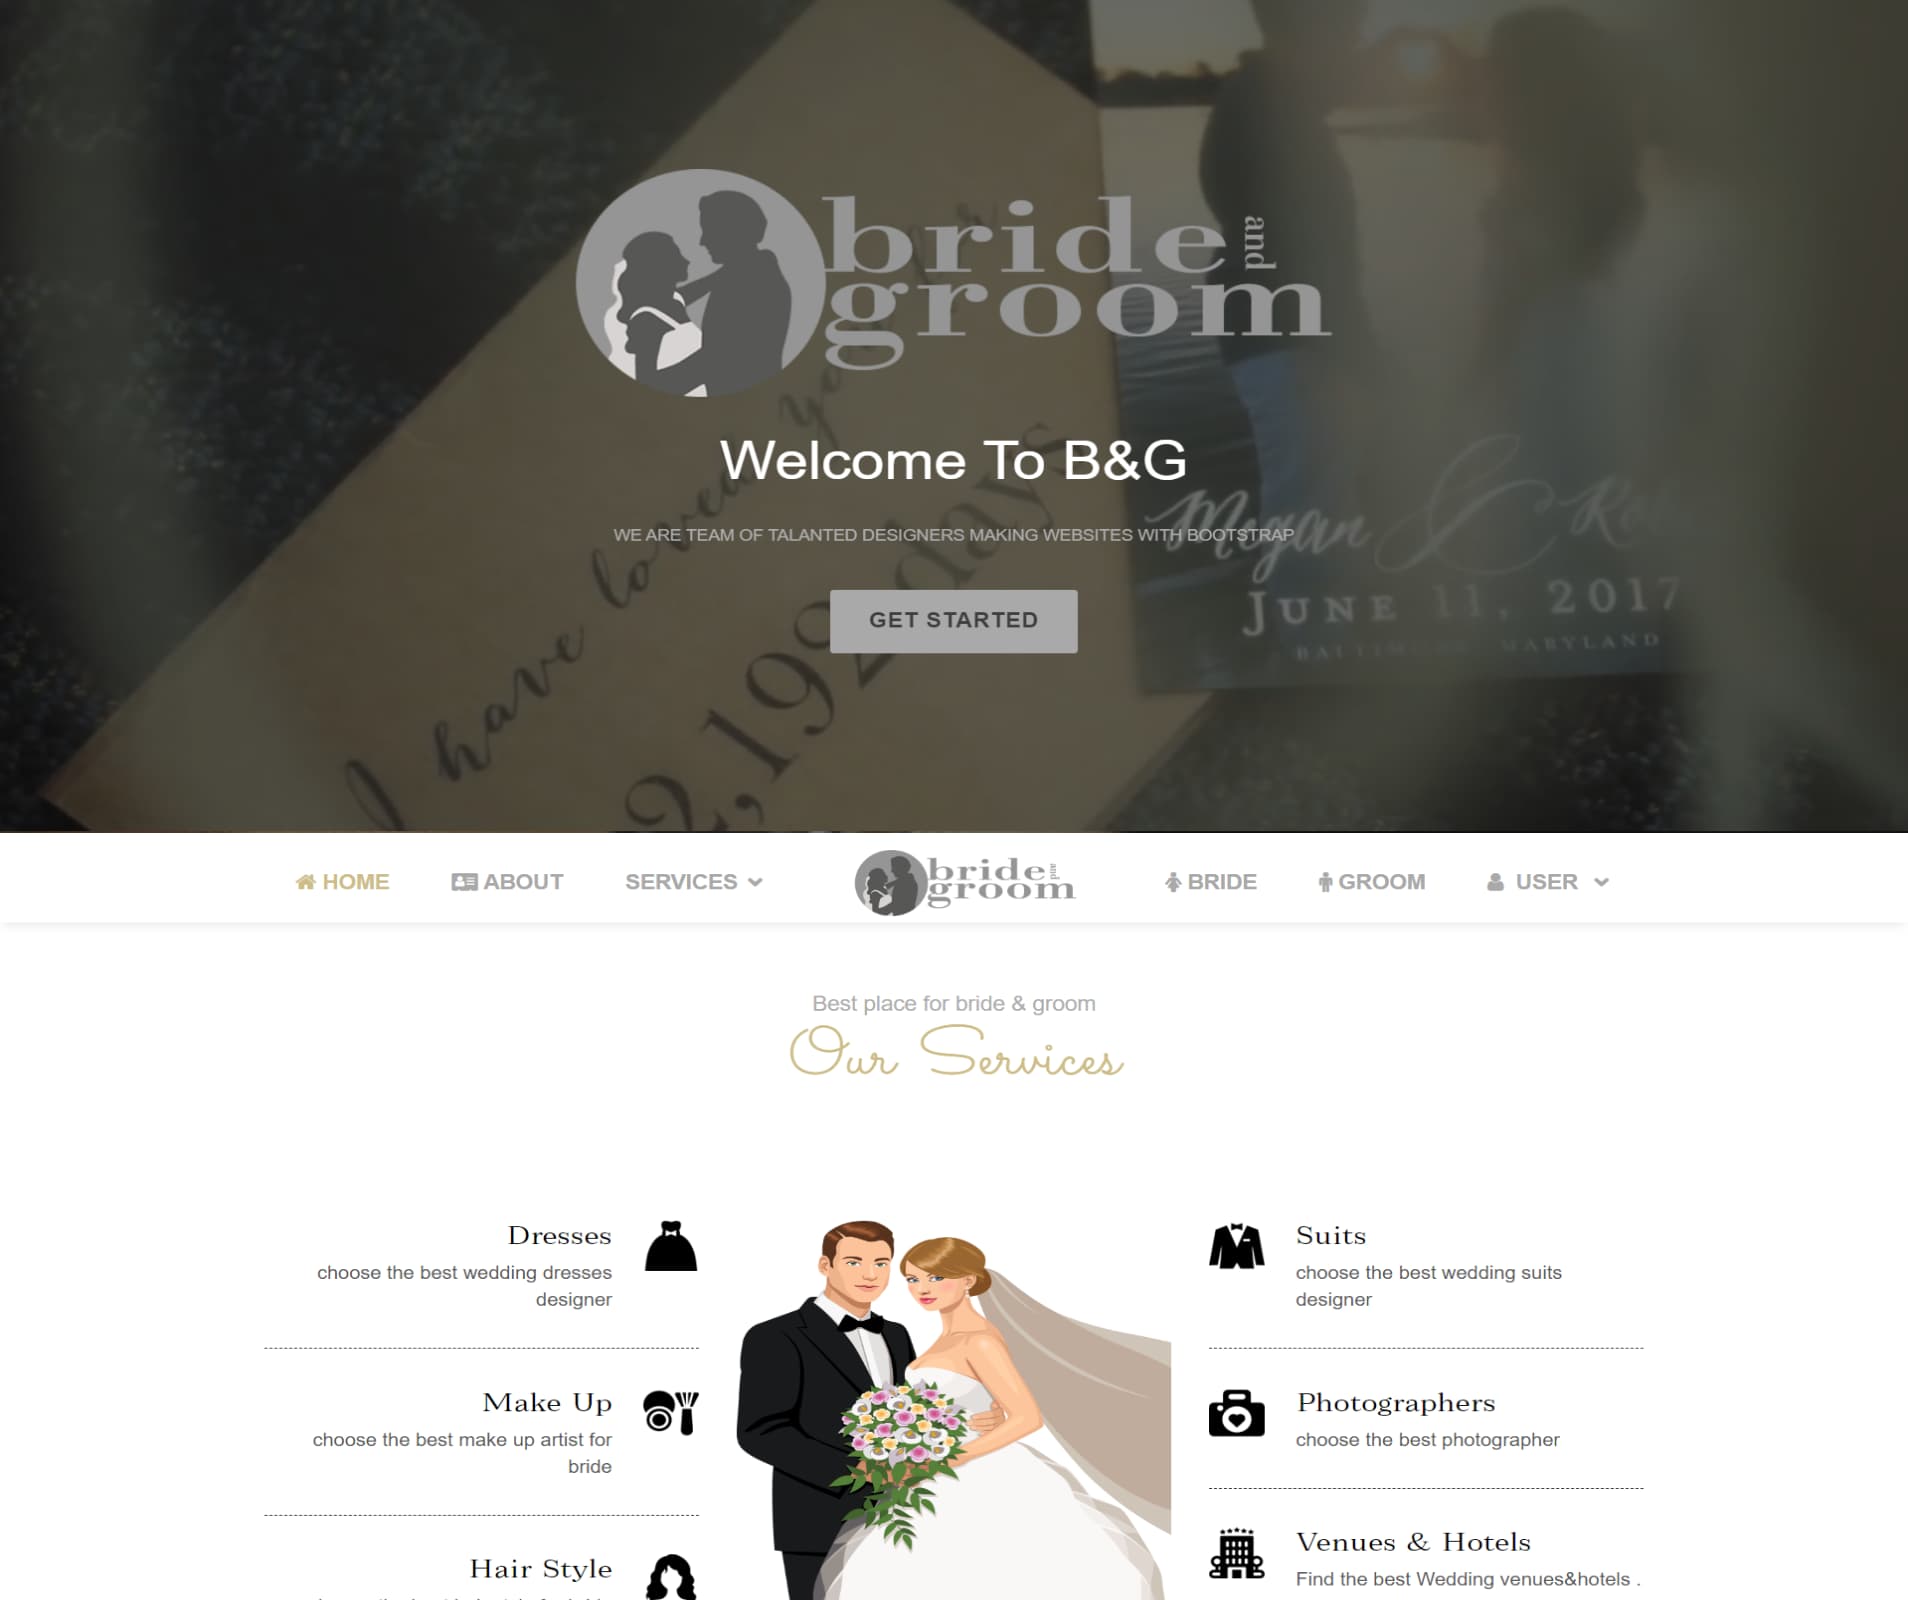 bride and
groom
Welcome To B&G
WE ARE TEAM OF TALANTED DESIGNERS MAKING WEBSITES WITH BOOTSTRAP
GET STARTED
I have loved you for
2,192 days
Megan &
JUNE 11, 2017
BALTIMORE, MARYLAND
HOME
ABOUT
SERVICES
bride and
groom
BRIDE
GROOM
USER
Best place for bride & groom
Our Services
Dresses
choose the best wedding dresses
designer
Make Up
choose the best make up artist for
bride
Hair Style
Suits
choose the best wedding suits
designer
Photographers
choose the best photographer
Venues & Hotels
Find the best Wedding venues&hotels .